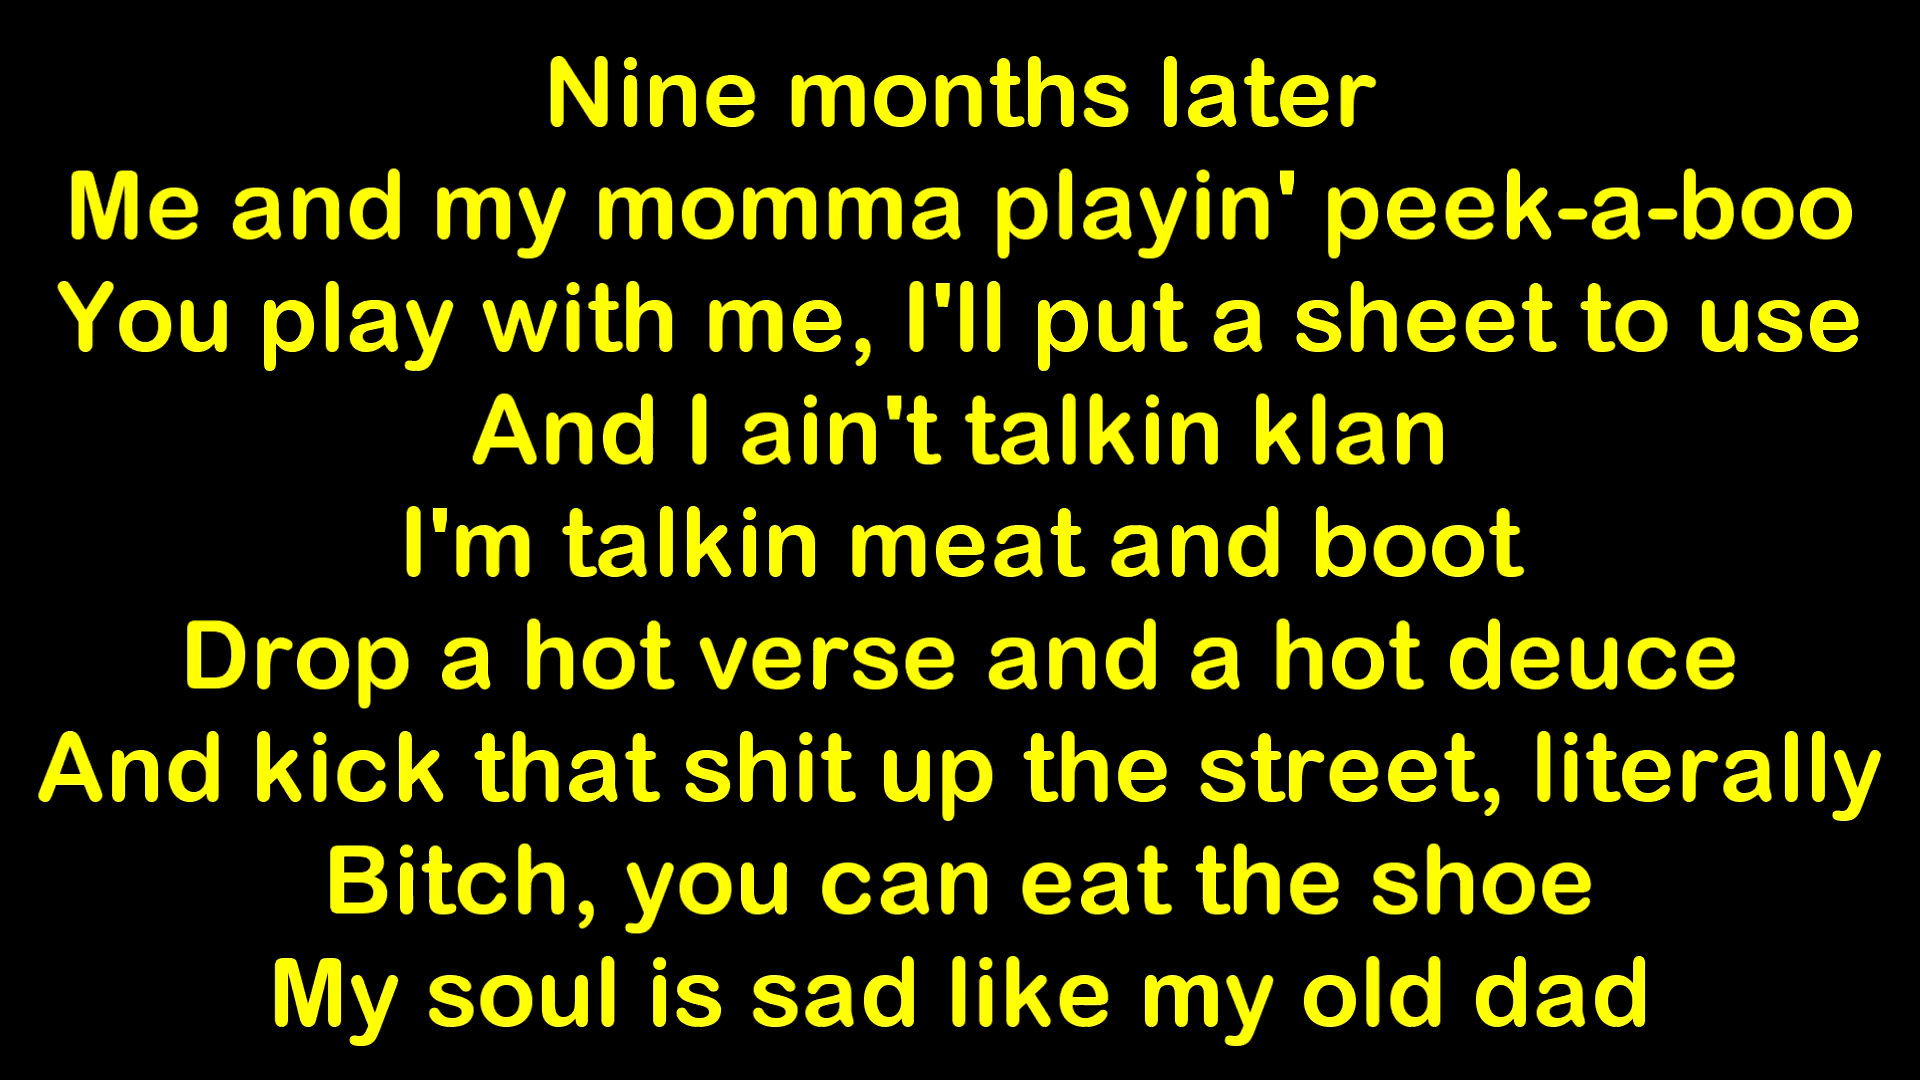 Nine months later
Me and my momma playin' peek-a-boo
You play with me, I'll put a sheet to use
And I ain't talkin klan
I'm talkin meat and boot
Drop a hot verse and a hot deuce
And kick that shit up the street, literally
Bitch, you can eat the shoe
My soul is sad like my old dad